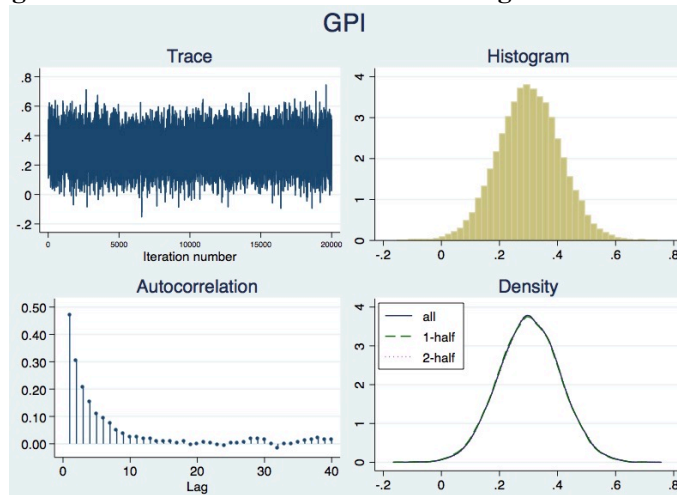 GPI
Trace
.8
.6
.4
.2
0
-.2
0 5000 10000 15000 20000
Iteration number
Histogram
4
3
2
1
0
-.2 0 .2 .4 .6 .8
Autocorrelation
0.50
0.40
0.30
0.20
0.10
0.00
0 10 20 30 40
Lag
Density
all
1-half
2-half
4
3
2
1
0
-.2 0 .2 .4 .6 .8